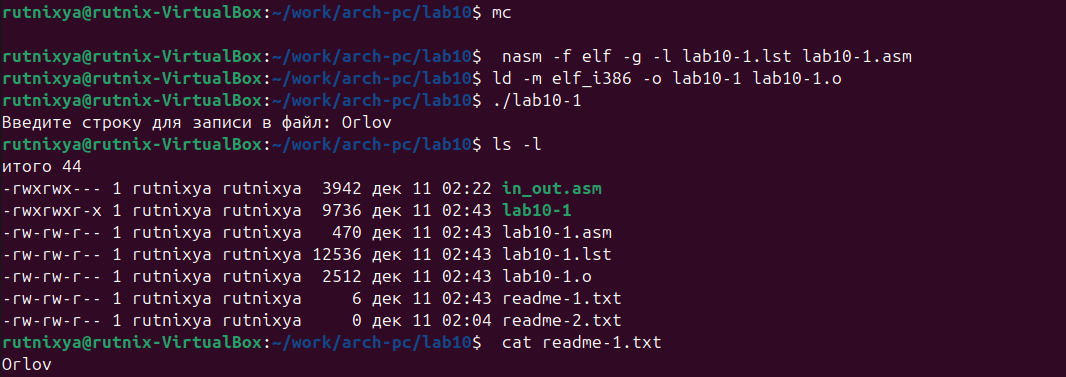 rutnixya@rutnix-VirtualBox:~/work/arch-pc/lab10$ mc
rutnixya@rutnix-VirtualBox:~/work/arch-pc/lab10$  nasm -f elf -g -l lab10-1.lst lab10-1.asm
rutnixya@rutnix-VirtualBox:~/work/arch-pc/lab10$ ld -m elf_i386 -o lab10-1 lab10-1.o
rutnixya@rutnix-VirtualBox:~/work/arch-pc/lab10$ ./lab10-1
Введите строку для записи в файл: Orlov
rutnixya@rutnix-VirtualBox:~/work/arch-pc/lab10$ ls -l
итого 44
-rwxrwx--- 1 rutnixya rutnixya  3942 дек 11 02:22 in_out.asm
-rwxrwxr-x 1 rutnixya rutnixya  9736 дек 11 02:43 lab10-1
-rw-rw-r-- 1 rutnixya rutnixya   470 дек 11 02:43 lab10-1.asm
-rw-rw-r-- 1 rutnixya rutnixya 12536 дек 11 02:43 lab10-1.lst
-rw-rw-r-- 1 rutnixya rutnixya  2512 дек 11 02:43 lab10-1.o
-rw-rw-r-- 1 rutnixya rutnixya     6 дек 11 02:43 readme-1.txt
-rw-rw-r-- 1 rutnixya rutnixya     0 дек 11 02:04 readme-2.txt
rutnixya@rutnix-VirtualBox:~/work/arch-pc/lab10$  cat readme-1.txt
Orlov